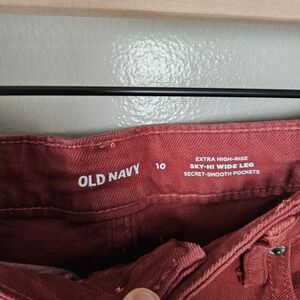 OLD NAVY
10
EXTRA HIGH-RISE
SKY-HI WIDE LEG
SECRET-SMOOTH POCKETS